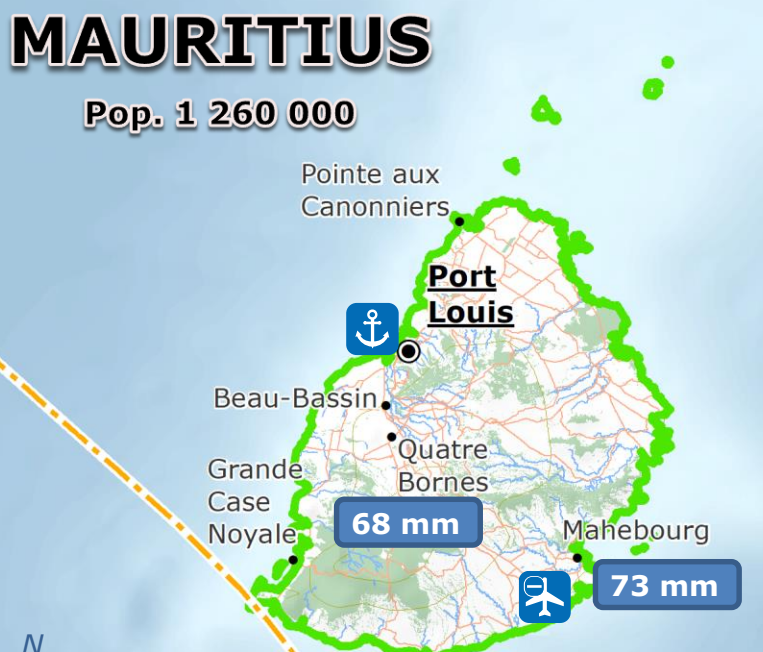 MAURITIUS
Pop. 1 260 000
Pointe aux
Canonniers
Port
Louis
Beau-Bassin
Quatre
Bornes
Grande
Case
Noyale
68 mm
Mahebourg
73 mm
N